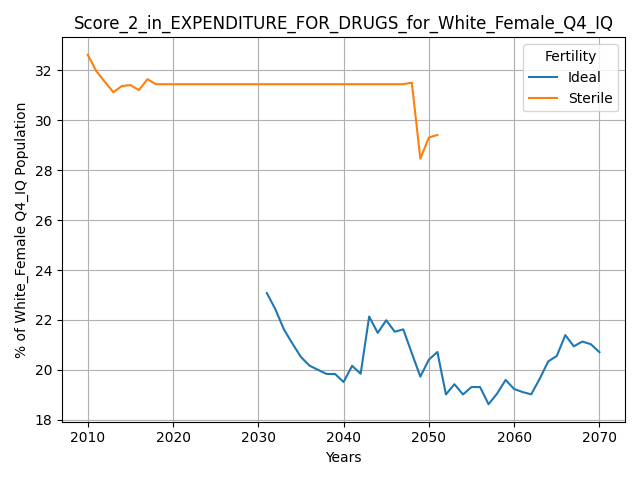 Score_2_in_EXPENDITURE_FOR_DRUGS_for_White_Female_Q4_IQ
Fertility
Ideal
Sterile
% of White_Female Q4_IQ Population
32
30
28
26
24
22
20
18
2010 2020 2030 2040 2050 2060 2070
Years